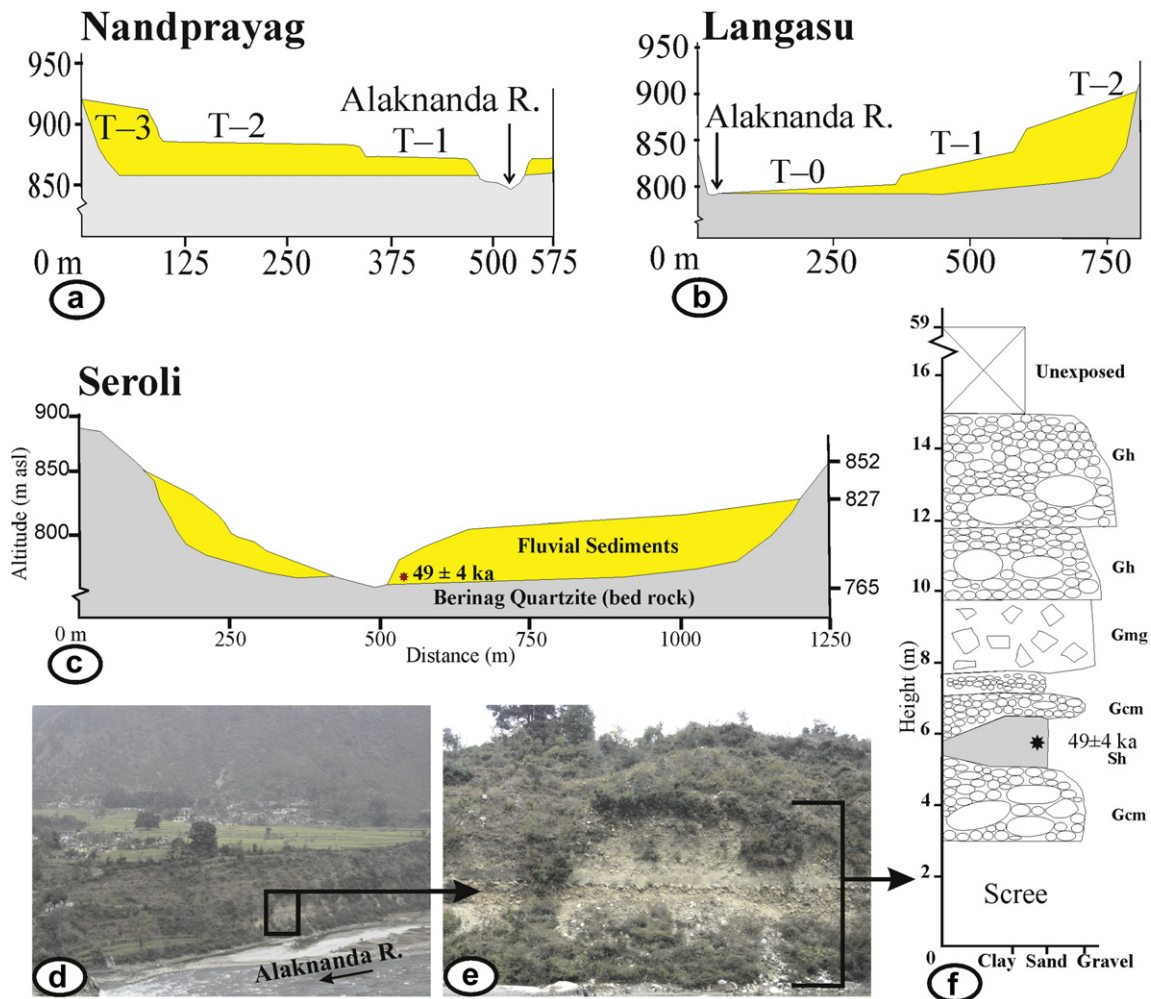 Nandprayag
950
900
850
0 m
125
250
375
500
575
T–3
T–2
T–1
Alaknanda R.
a
Langasu
950
900
850
800
0 m
250
500
750
Alaknanda R.
T–0
T–1
T–2
b
Seroli
900
850
800
Altitude (m asl)
852
827
765
Fluvial Sediments
49 ± 4 ka
Berinag Quartzite (bed rock)
0 m
250
500
750
1000
1250
Distance (m)
c
Alaknanda R.
d
e
59
16
14
12
10
8
6
4
2
0
Height (m)
Unexposed
Gh
Gh
Gmg
Gcm
49±4 ka
Sh
Gcm
Scree
Clay Sand Gravel
f